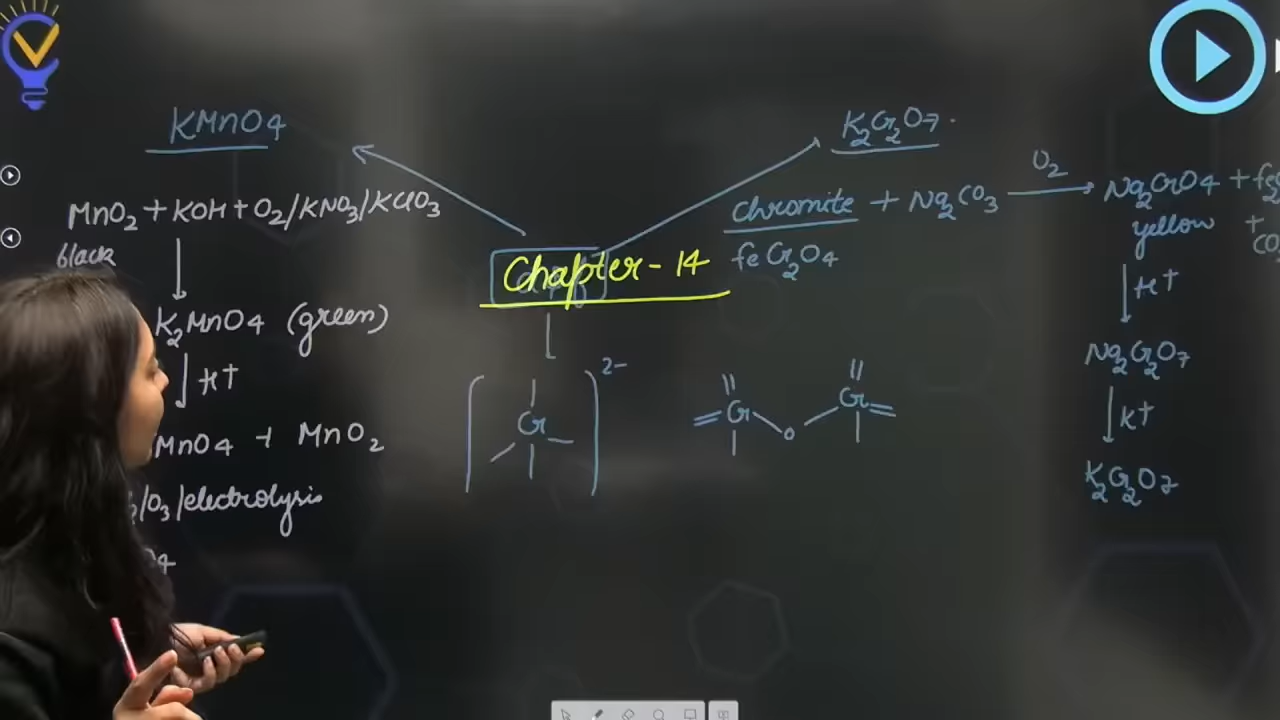 KMnO4
MnO2 + KOH + O2/KNO3/KClO3
black
K2MnO4 (green)
H+
MnO4 + MnO2
/O3/electrolysis
Chapter-14
2-
Cr
Cr
O
Cr
K2Cr2O7
Chromite + Na2CO3
O2
Na2CrO4 +
FeCr2O4
yellow
+
H+
Na2Cr2O7
K+
K2Cr2O7